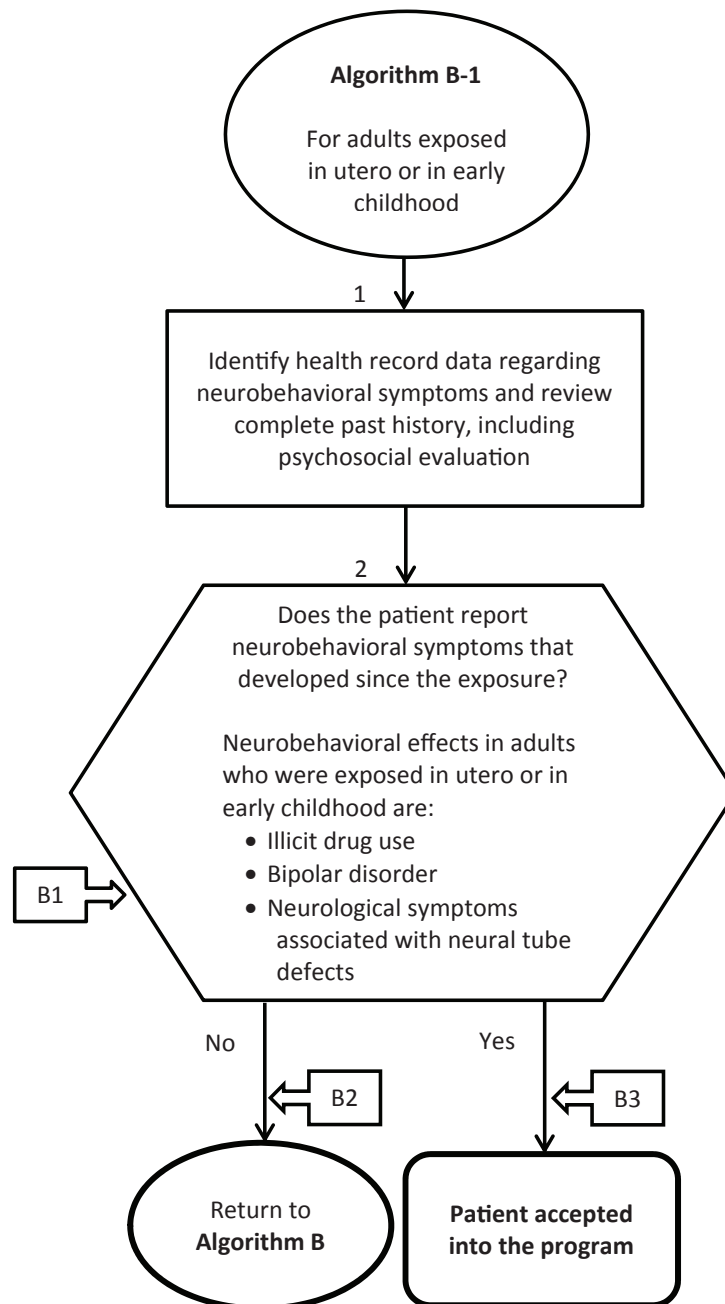 Algorithm B-1
For adults exposed
in utero or in early
childhood
1
Identify health record data regarding
neurobehavioral symptoms and review
complete past history, including
psychosocial evaluation
2
Does the patient report
neurobehavioral symptoms that
developed since the exposure?
Neurobehavioral effects in adults
who were exposed in utero or in
early childhood are:
• Illicit drug use
• Bipolar disorder
• Neurological symptoms
associated with neural tube
defects
B1
No
Yes
B2
B3
Return to
Algorithm B
Patient accepted
into the program